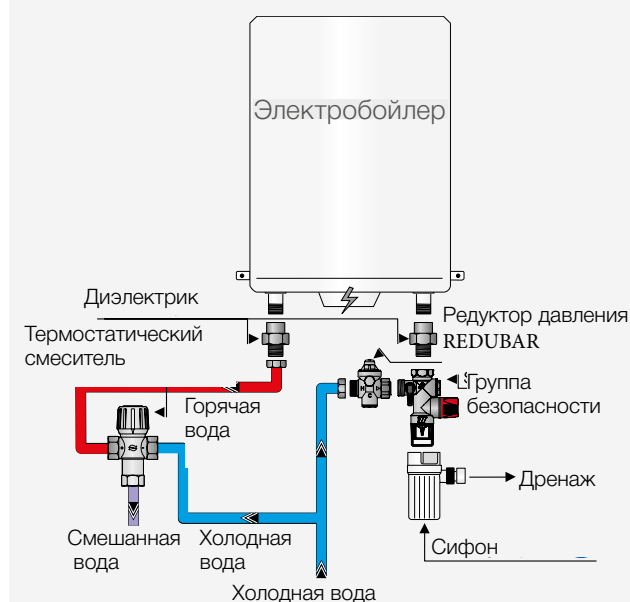 Электробойлер
Диэлектрик
Редуктор давления
REDUBAR
Термостатический
смеситель
Группа
безопасности
Горячая
вода
Дренаж
Смешанная
вода
Холодная
вода
Сифон
Холодная вода